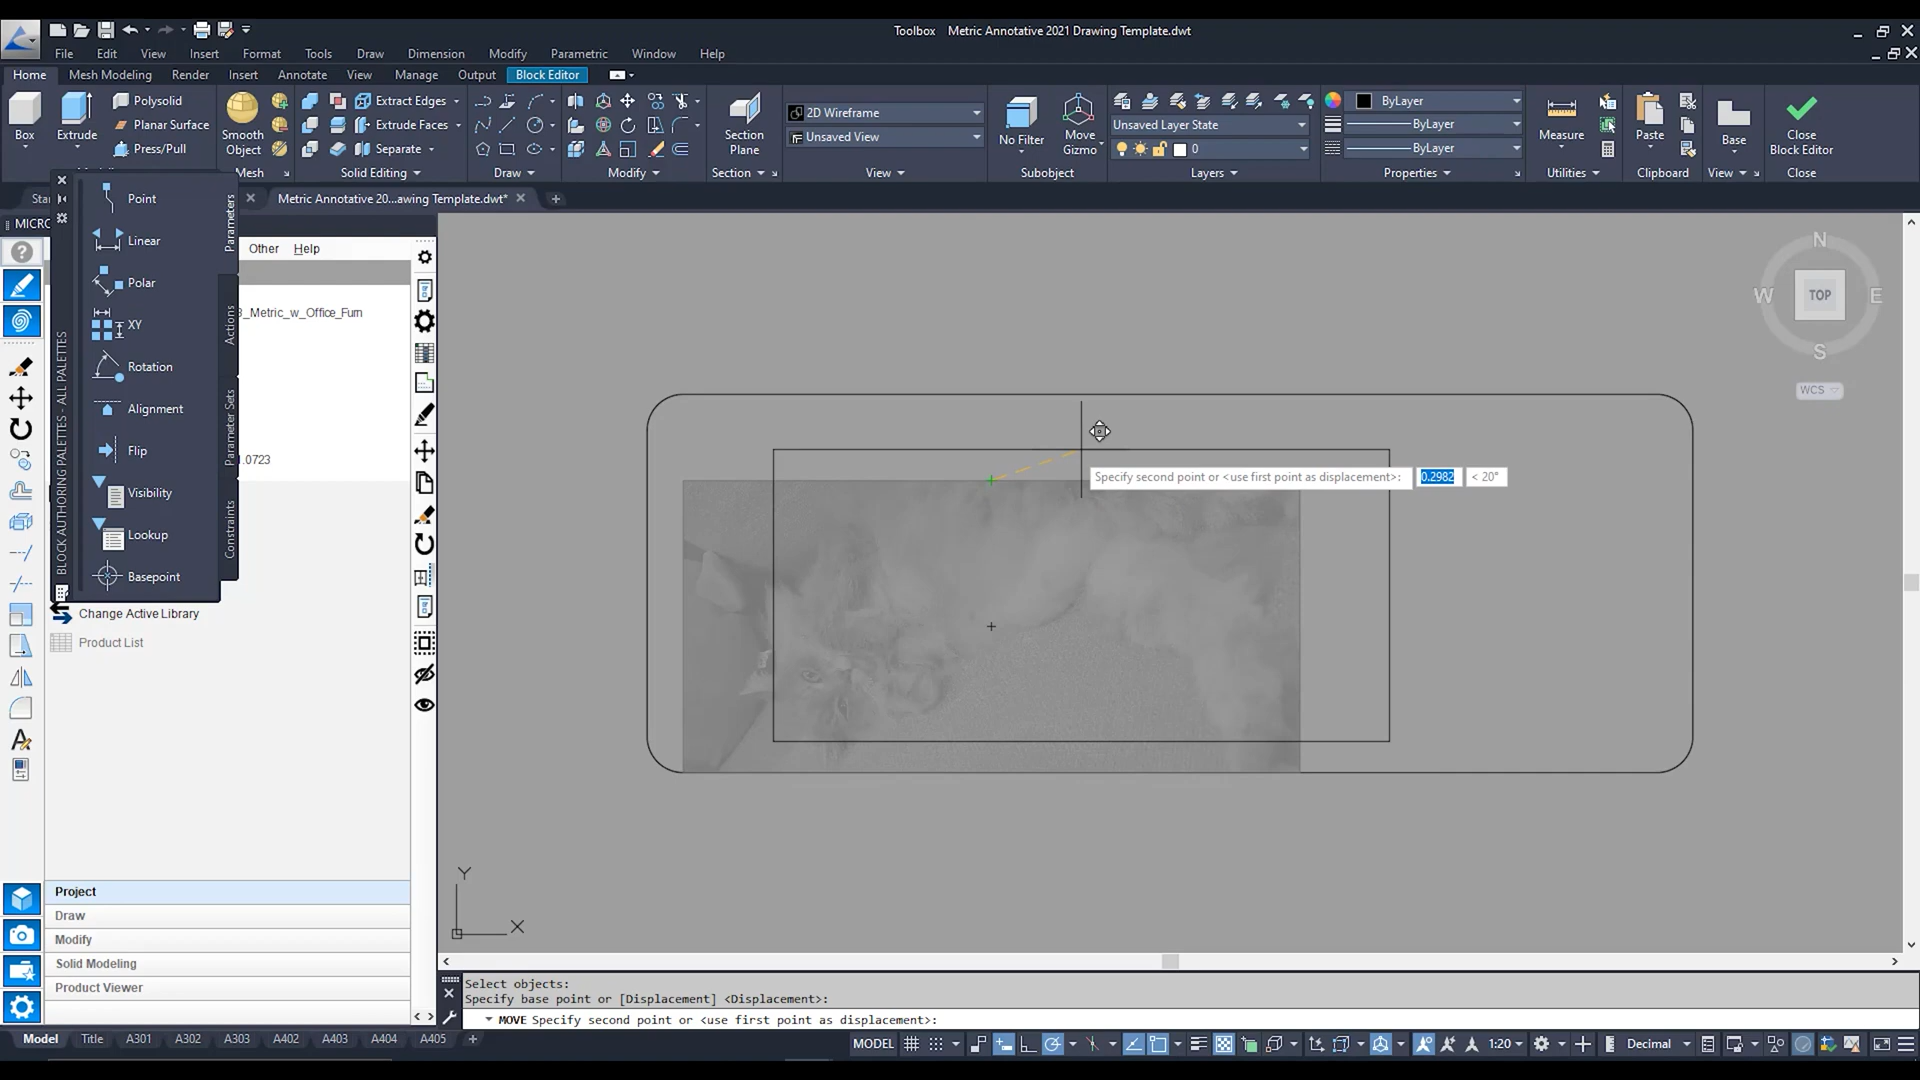 Toolbox Metric Annotative 2021 Drawing Template.dwt
File Edit View Insert Format Tools Draw Dimension Modify Parametric Window Help
Home Mesh Modeling Render Insert Annotate View Manage Output Block Editor
Box
Extrude
Polysolid
Planar Surface
Press/Pull
Smooth Object
Mesh
Extract Edges
Extrude Faces
Separate
Solid Editing
Draw
Modify
Section Plane
Section
2D Wireframe
Unsaved View
View
No Filter
Move Gizmo
Subobject
Unsaved Layer State
0
Layers
ByLayer
ByLayer
ByLayer
Properties
Measure
Utilities
Paste
Clipboard
Base
View
Close Block Editor
Close
Star
Metric Annotative 20...awing Template.dwt*
MICRO
Other Help
BLOCK AUTHORING PALETTES - ALL PALETTES
Point
Linear
Polar
XY
Rotation
Alignment
Flip
Visibility
Lookup
Basepoint
Parameters
Actions
Parameter Sets
Constraints
3_Metric_w_Office_Furn
1.0723
Change Active Library
Product List
Project
Draw
Modify
Solid Modeling
Product Viewer
N
W TOP E
S
WCS
Specify second point or <use first point as displacement>: 0.2982 < 20°
Y
X
Select objects:
Specify base point or [Displacement] <Displacement>:
MOVE Specify second point or <use first point as displacement>:
Model Title A301 A302 A303 A402 A403 A404 A405
MODEL 1:20 Decimal